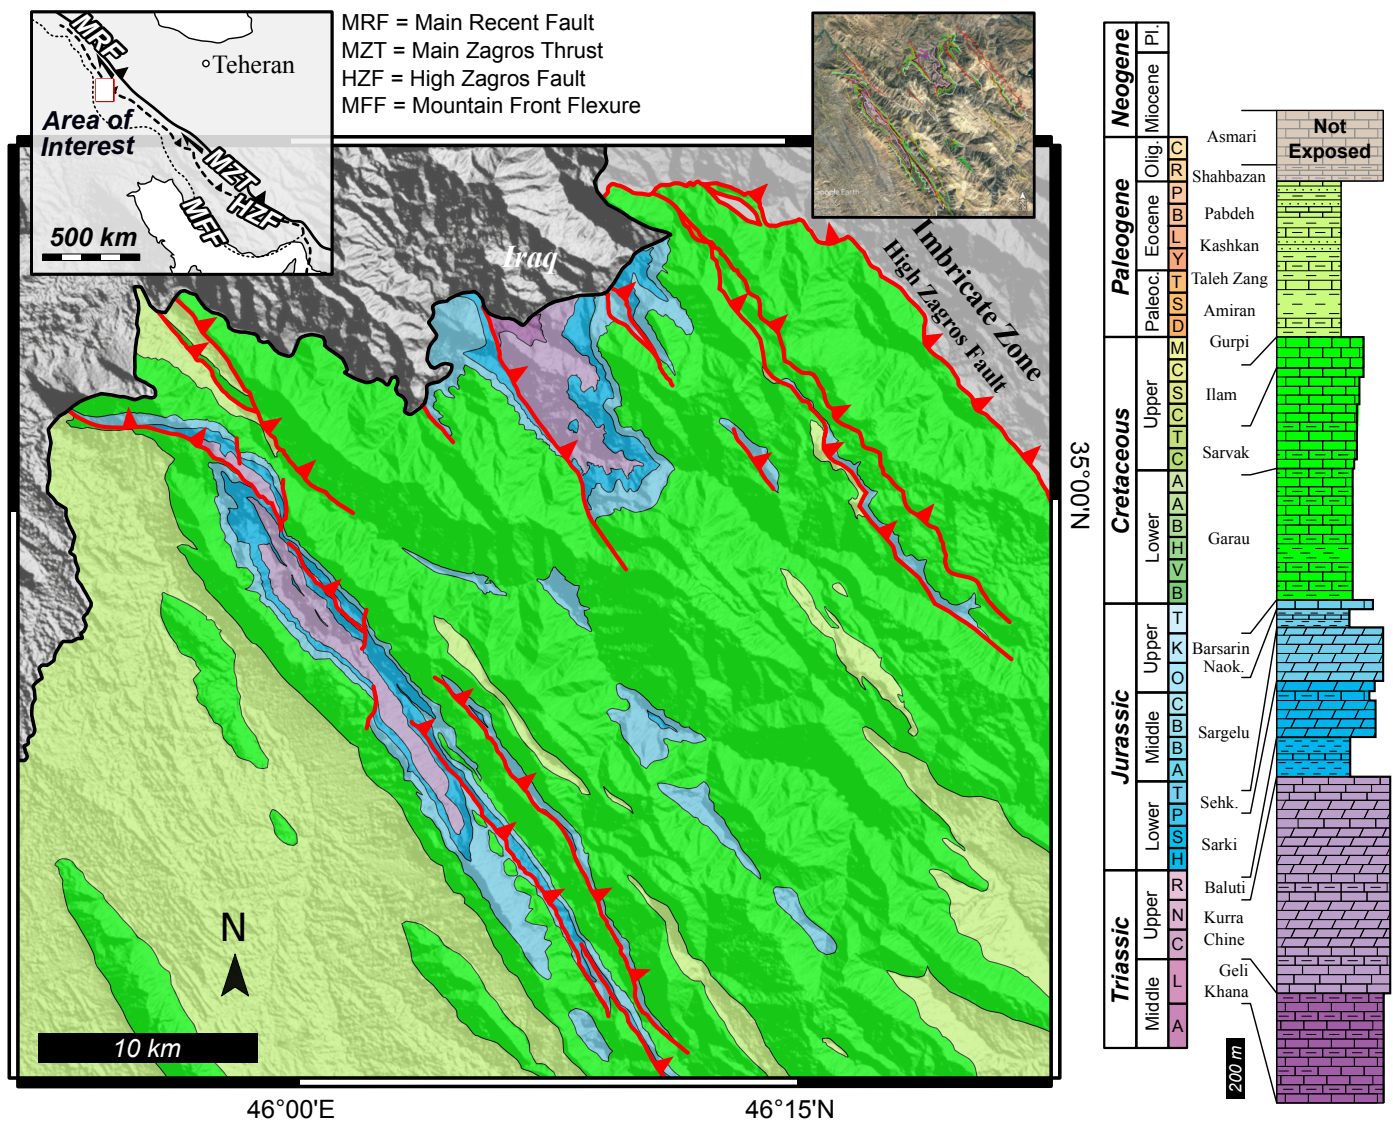 MRF = Main Recent Fault
MZT = Main Zagros Thrust
HZF = High Zagros Fault
MFF = Mountain Front Flexure
MRF
Teheran
Area of
Interest
MZT
HZF
MFF
500 km
Google Earth
Iraq
Imbricate Zone
High Zagros Fault
N
10 km
46°00'E
46°15'N
35°00'N
Neogene
Pl.
Miocene
Paleogene
Olig.
C
R
Eocene
P
B
L
Y
Paleoc.
T
S
D
Cretaceous
Upper
M
C
S
C
T
C
Lower
A
A
B
H
V
B
Jurassic
Upper
T
K
O
Middle
C
B
B
A
Lower
T
P
S
H
Triassic
Upper
R
N
C
Middle
L
A
Asmari
Shahbazan
Pabdeh
Kashkan
Taleh Zang
Amiran
Gurpi
Ilam
Sarvak
Garau
Barsarin
Naok.
Sargelu
Sehk.
Sarki
Baluti
Kurra
Chine
Geli
Khana
Not
Exposed
200 m